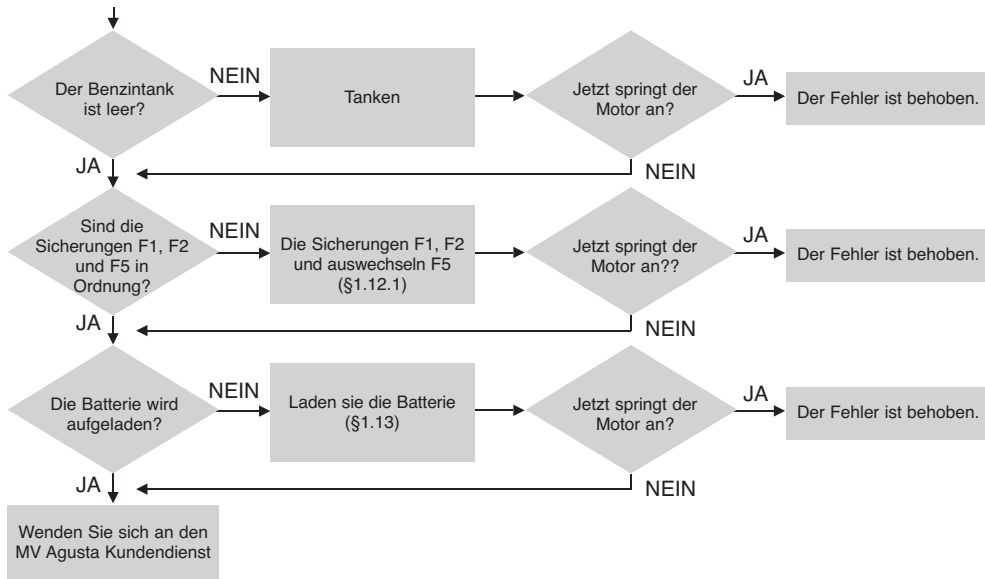 Der Benzintank
ist leer?
NEIN
Tanken
Jetzt springt der
Motor an?
JA
Der Fehler ist behoben.
JA
NEIN
Sind die
Sicherungen F1, F2
und F5 in
Ordnung?
NEIN
Die Sicherungen F1, F2
und auswechseln F5
(§1.12.1)
Jetzt springt der
Motor an??
JA
Der Fehler ist behoben.
JA
NEIN
Die Batterie wird
aufgeladen?
NEIN
Laden sie die Batterie
(§1.13)
Jetzt springt der
Motor an?
JA
Der Fehler ist behoben.
JA
NEIN
Wenden Sie sich an den
MV Agusta Kundendienst